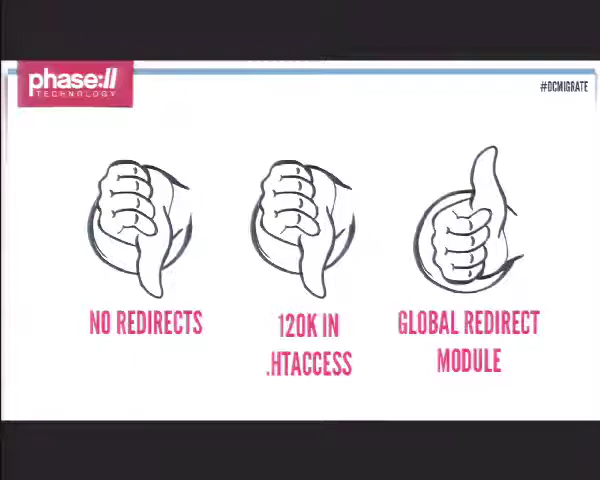 phase://
TECHNOLOGY
#DCMIGRATE
NO REDIRECTS
120K IN
.HTACCESS
GLOBAL REDIRECT
MODULE